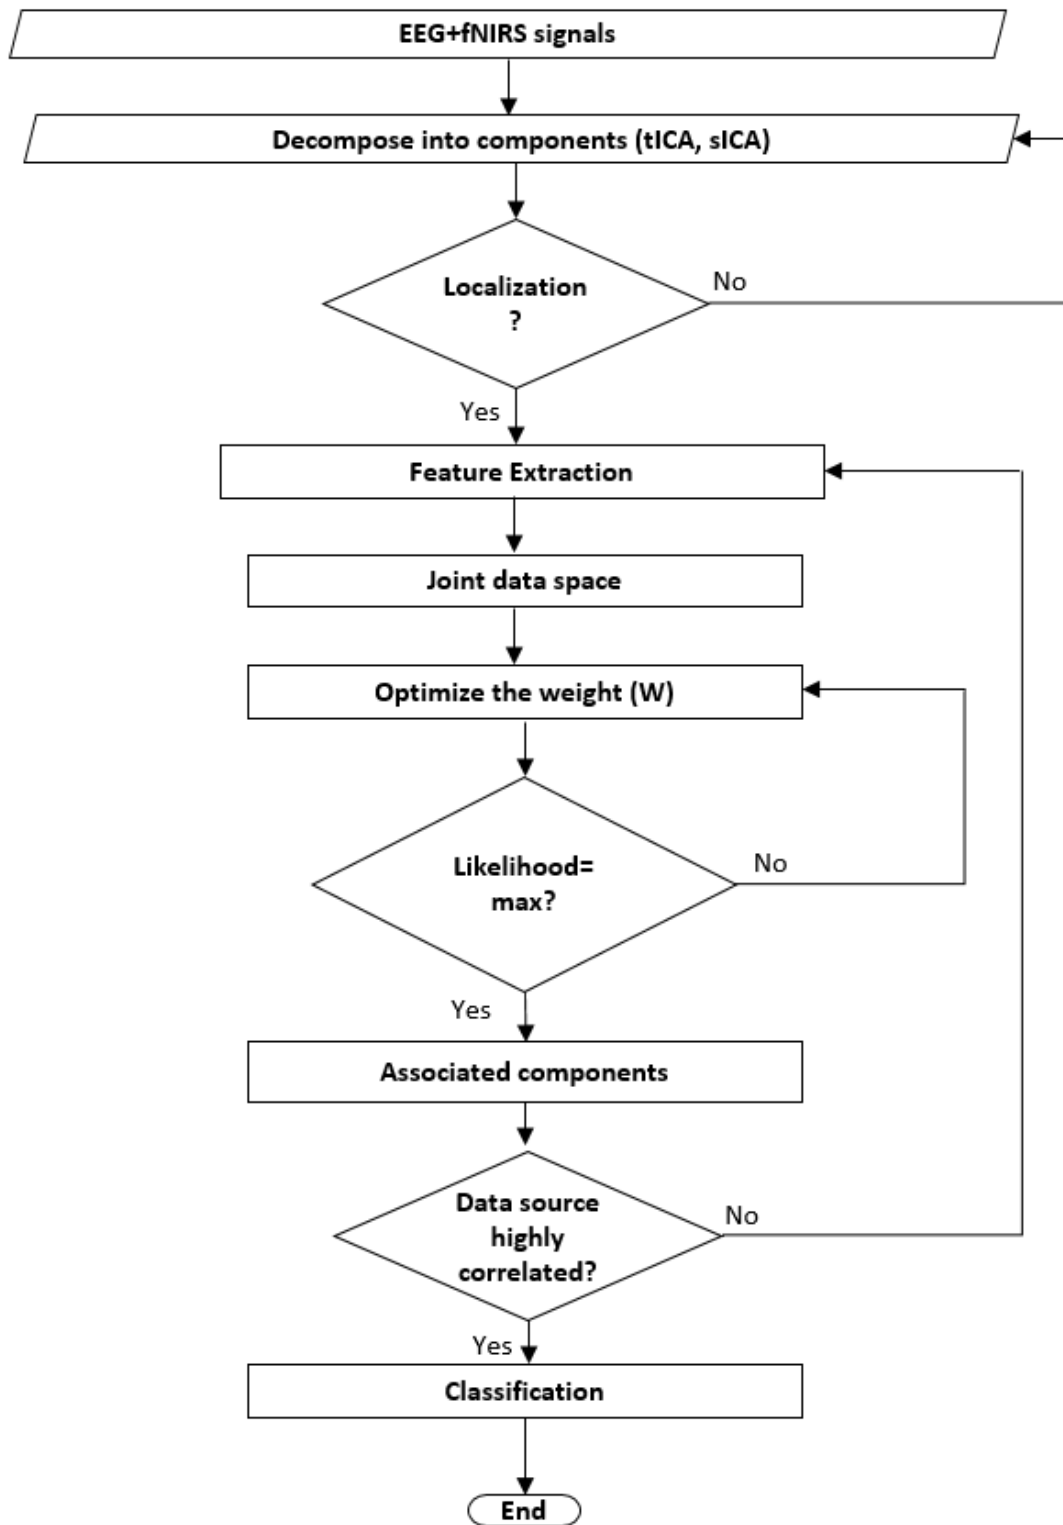 EEG+fNIRS signals
Decompose into components (tICA, sICA)
Localization
?
No
Yes
Feature Extraction
Joint data space
Optimize the weight (W)
Likelihood=
max?
No
Yes
Associated components
Data source
highly
correlated?
No
Yes
Classification
End